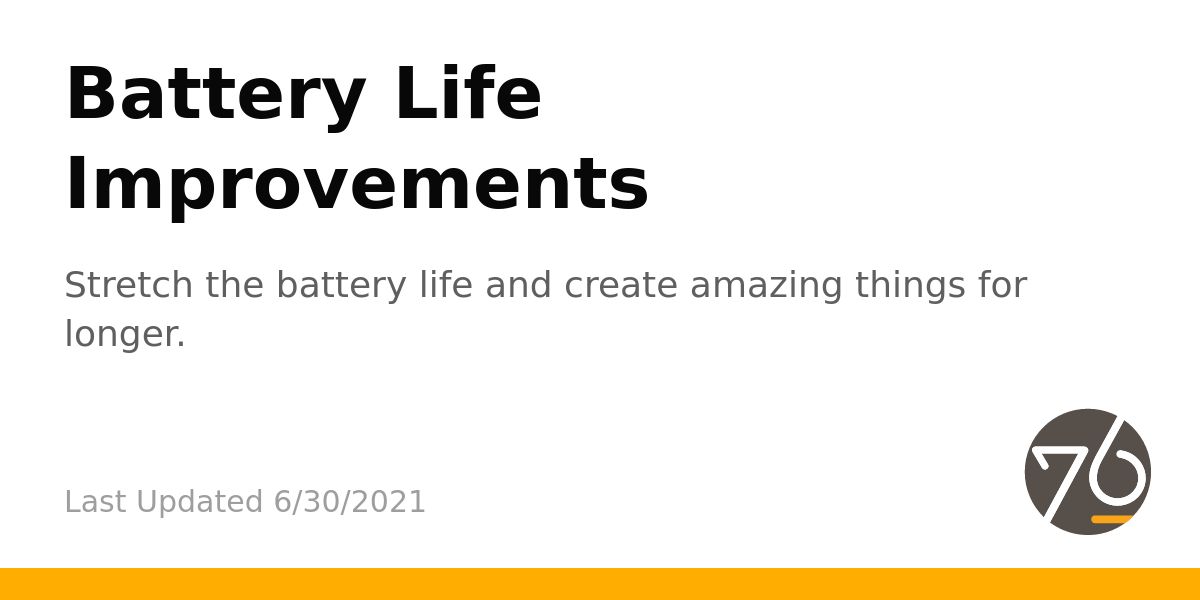 Battery Life
Improvements
Stretch the battery life and create amazing things for
longer.
Last Updated 6/30/2021
76